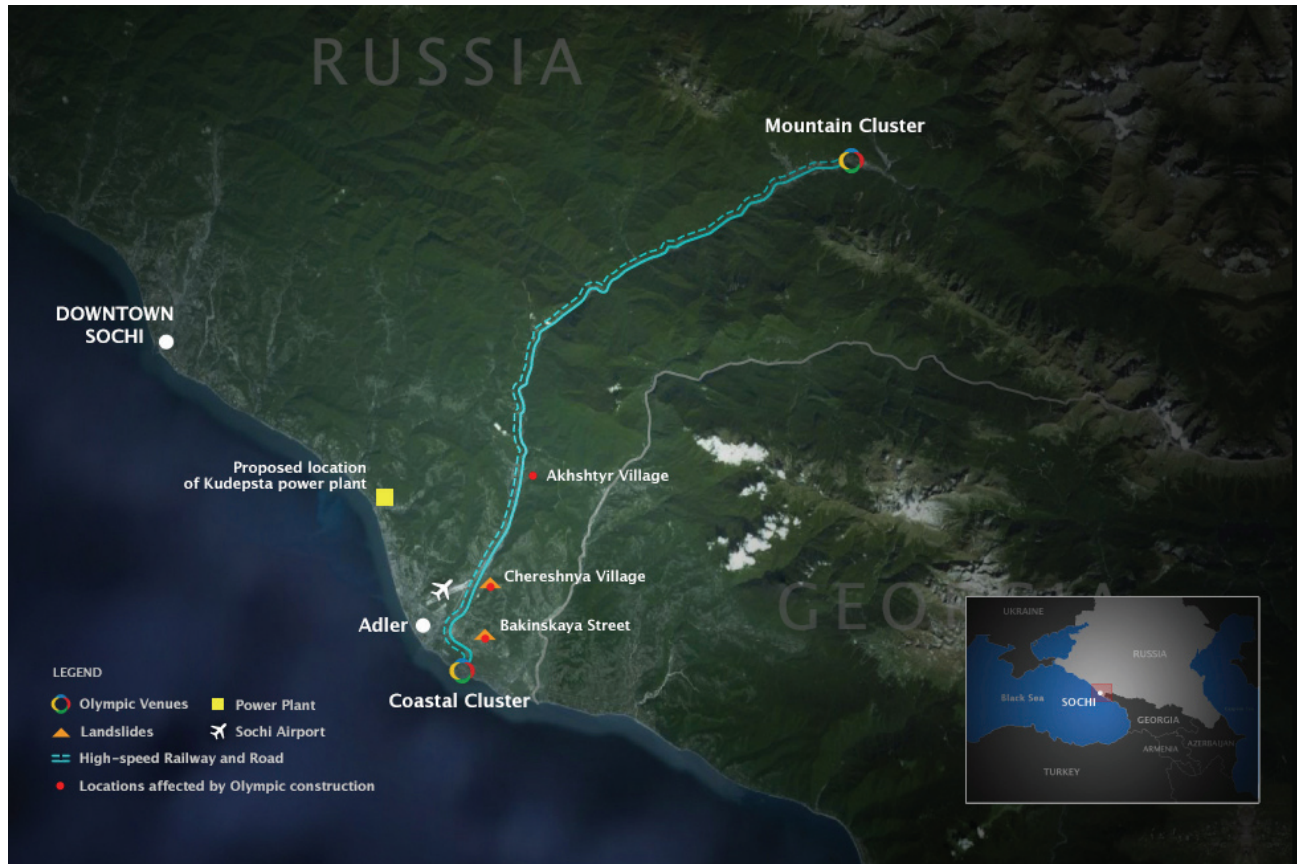 RUSSIA
Mountain Cluster
DOWNTOWN
SOCHI
Proposed location
of Kudepsta power plant
Akhshtyr Village
Chereshnya Village
GEORGIA
Adler
Bakinskaya Street
Coastal Cluster
LEGEND
Olympic Venues
Power Plant
Landslides
Sochi Airport
High-speed Railway and Road
Locations affected by Olympic construction
UKRAINE
RUSSIA
Black Sea
SOCHI
GEORGIA
ARMENIA
AZERBAIJAN
TURKEY